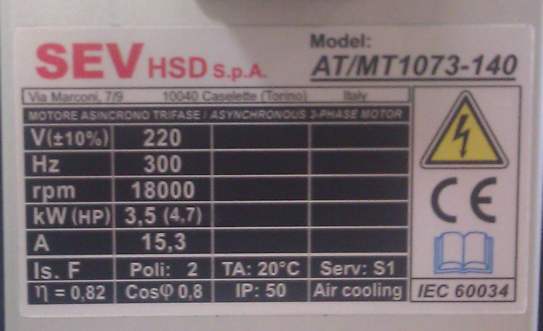 SEV HSD S.p.A.
Model:
AT/MT1073-140
Via Marconi, 7/9 10040 Caselette (Torino) Italy
MOTORE ASINCRONO TRIFASE / ASYNCHRONOUS 3-PHASE MOTOR
V(±10%) 220
Hz 300
rpm 18000
kW (HP) 3,5 (4,7)
A 15,3
Is. F Poli: 2 TA: 20°C Serv: S1
η = 0,82 Cosφ 0,8 IP: 50 Air cooling
CE
IEC 60034